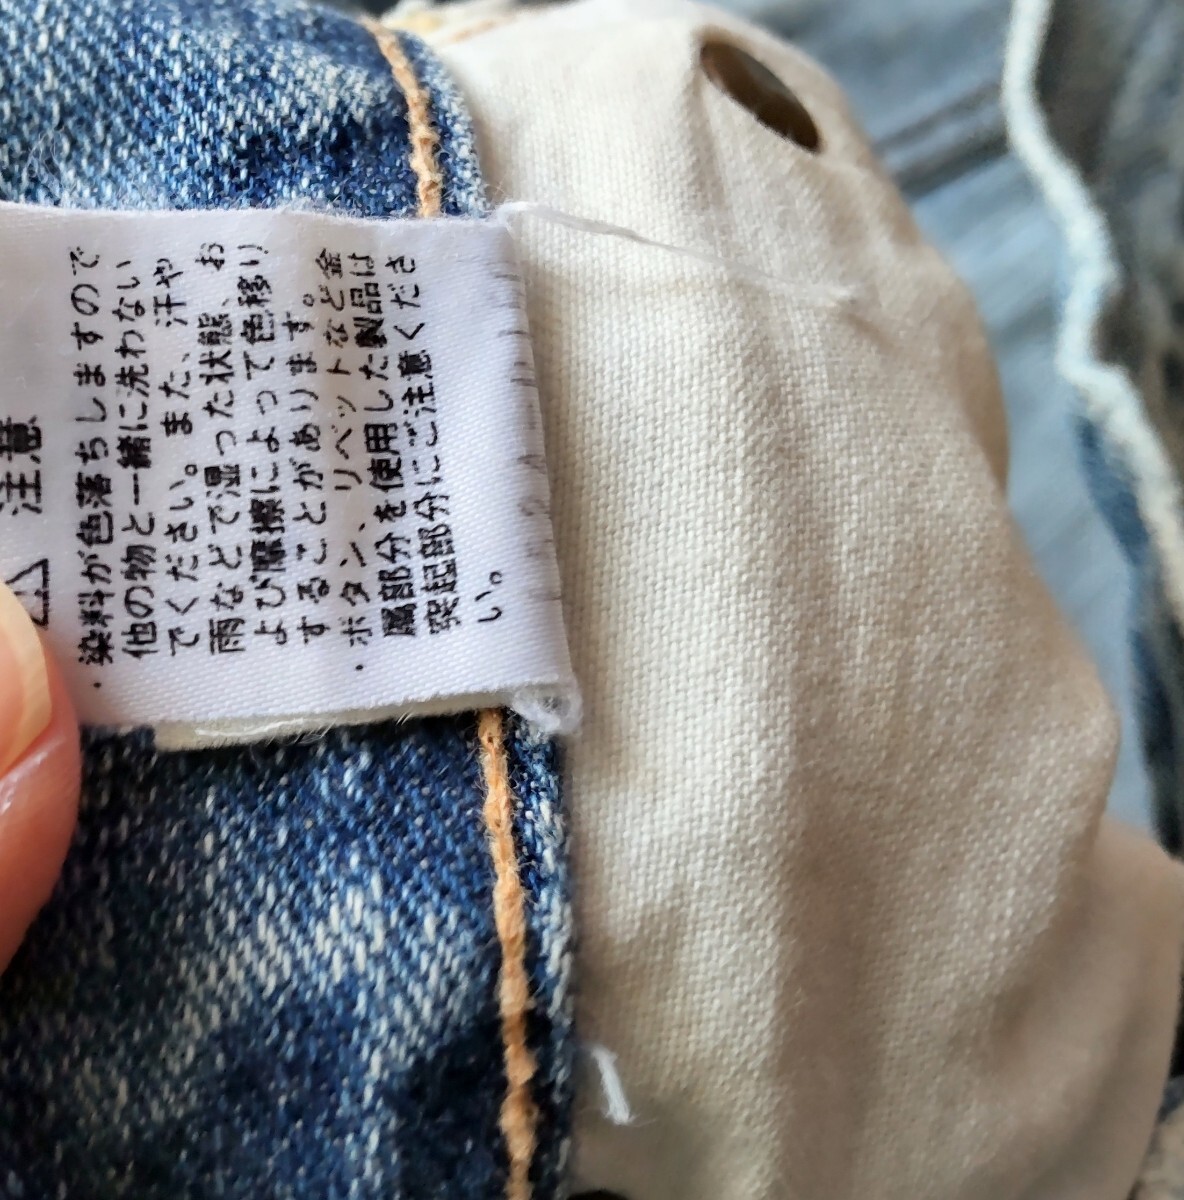 ⚠ 注意
・染料が色落ちしますので
他の物と一緒に洗わない
でください。また、汗や
雨などで湿った状態、お
よび摩擦によって色移り
することがあります。
・ボタン、リベットなど金
属部分を使用した製品は
突起部分にご注意くださ
い。